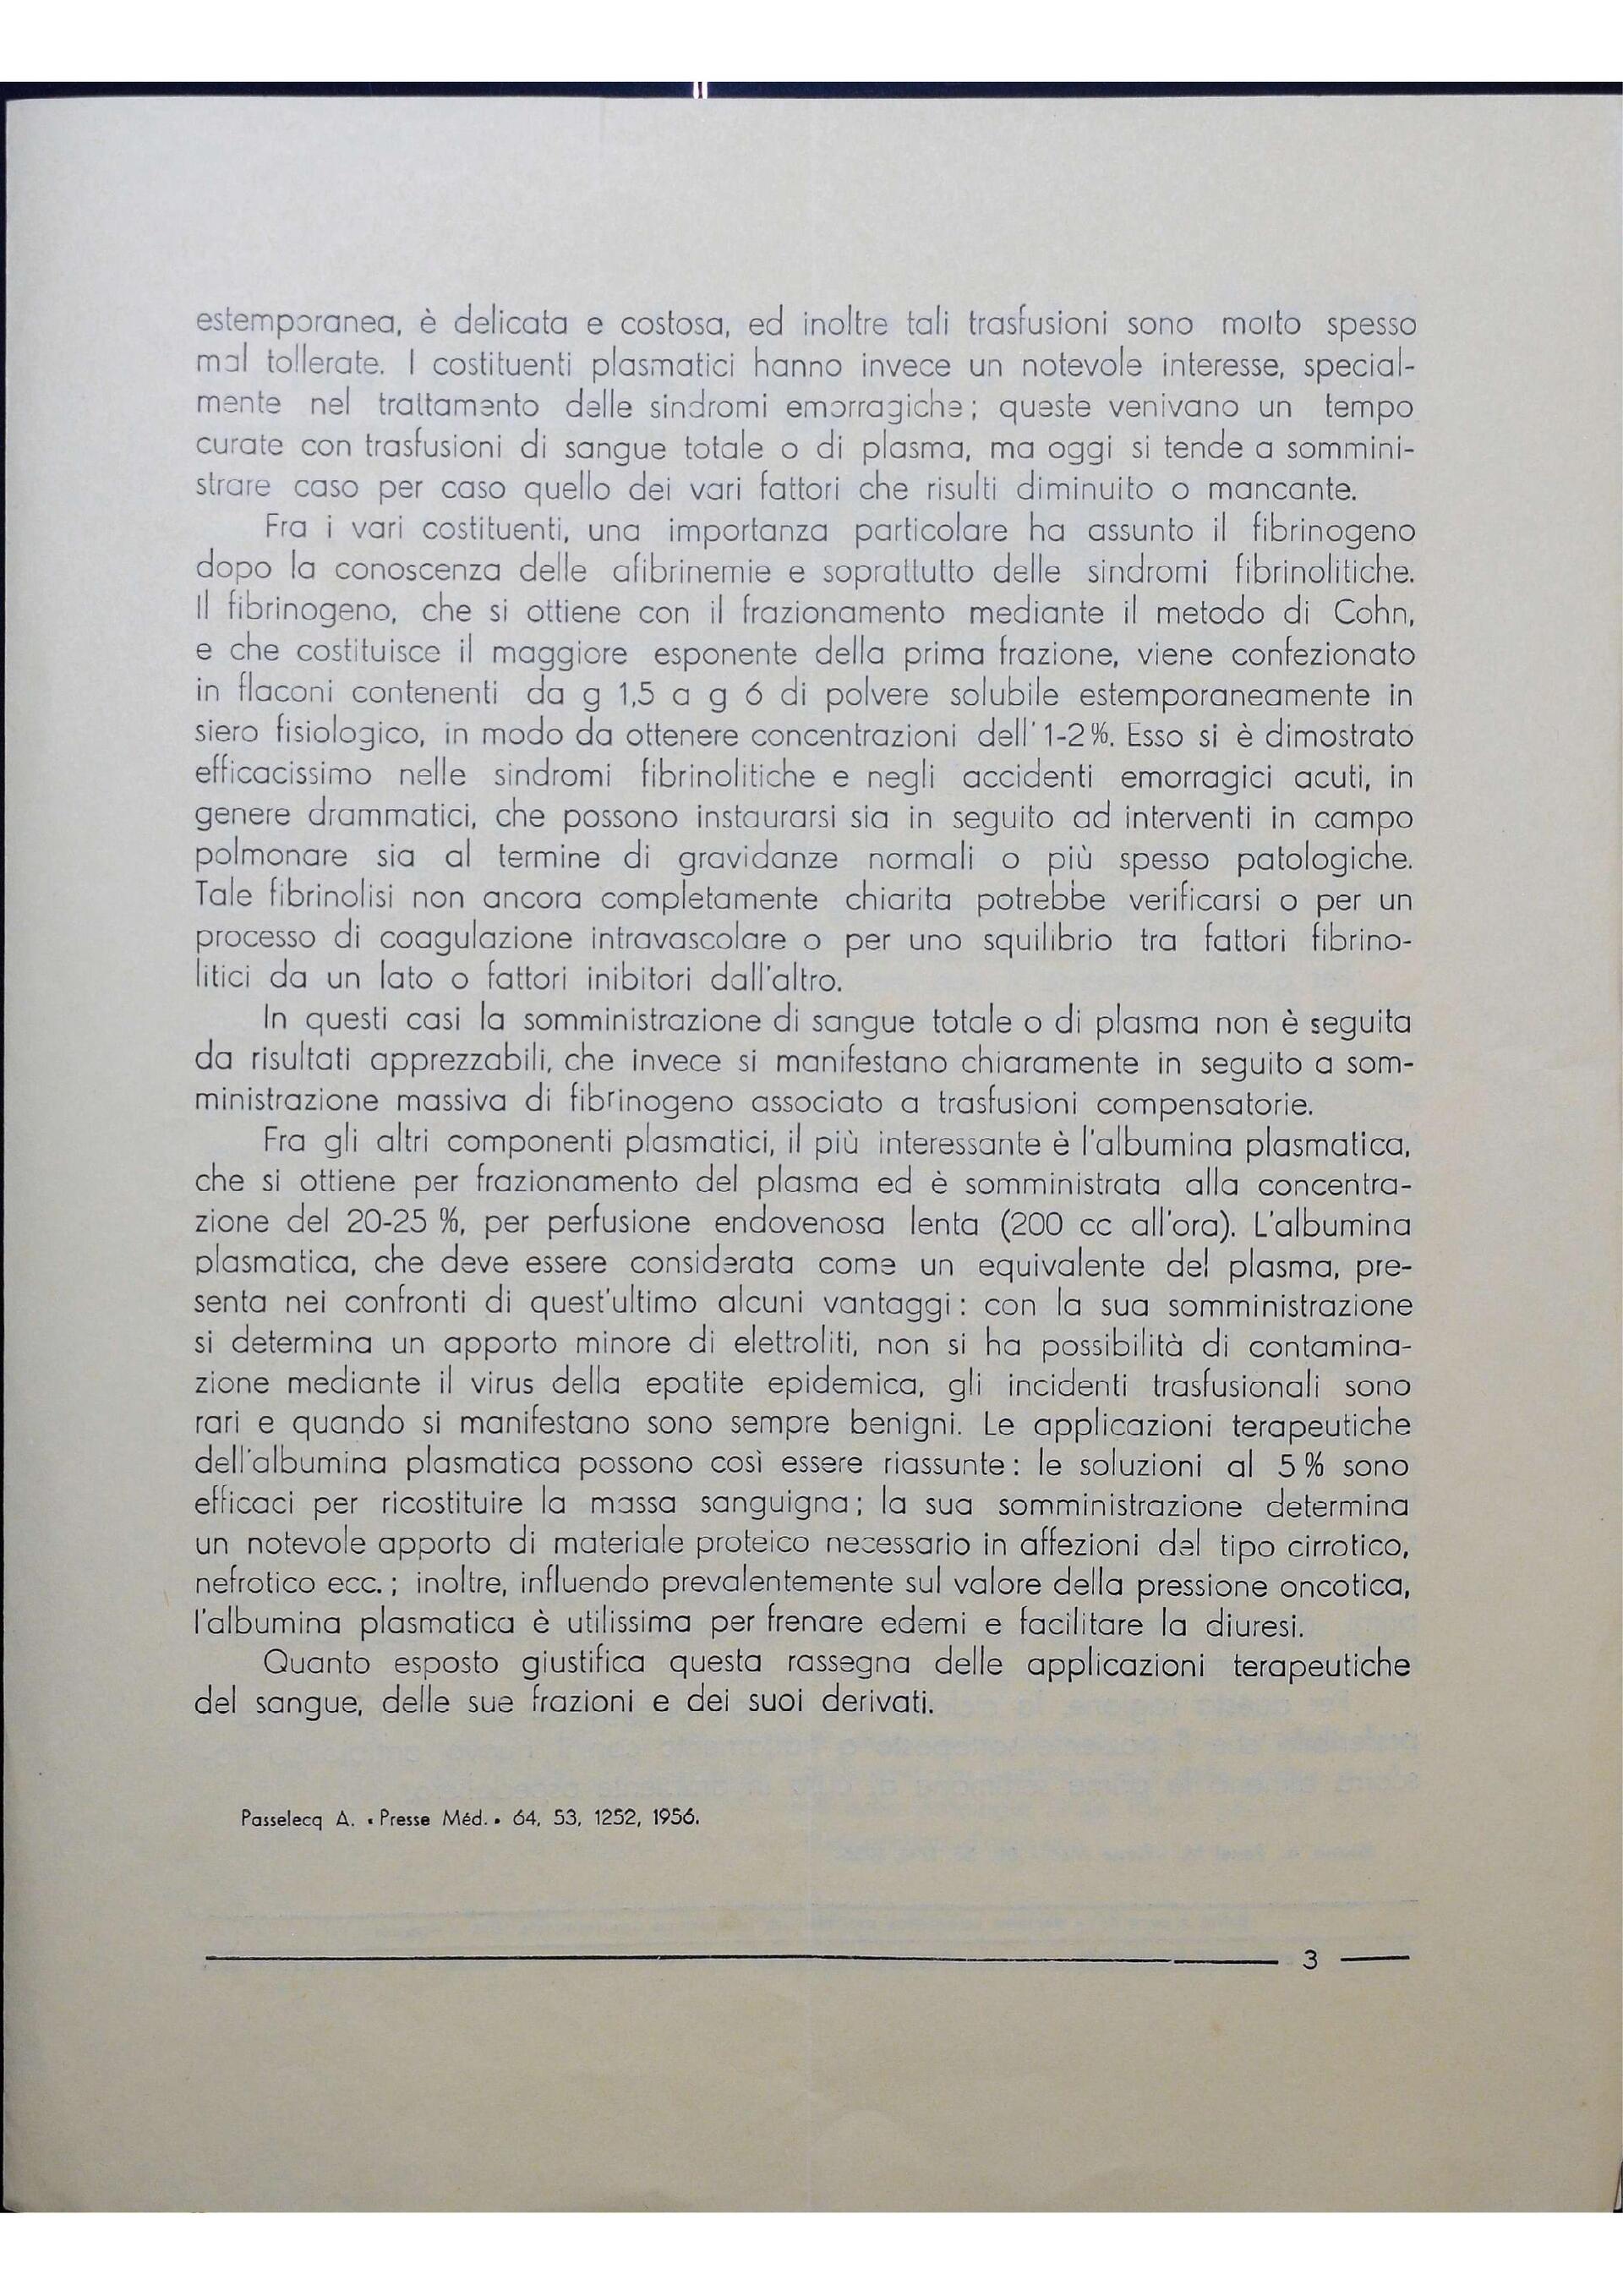 estemporanea, è delicata e costosa, ed inoltre tali trasfusioni sono molto spesso
mal tollerate. I costituenti plasmatici hanno invece un notevole interesse, special-
mente nel trattamento delle sindromi emorragiche; queste venivano un tempo
curate con trasfusioni di sangue totale o di plasma, ma oggi si tende a sommini-
strare caso per caso quello dei vari fattori che risulti diminuito o mancante.
Fra i vari costituenti, una importanza particolare ha assunto il fibrinogeno
dopo la conoscenza delle afibrinemie e soprattutto delle sindromi fibrinolitiche.
Il fibrinogeno, che si ottiene con il frazionamento mediante il metodo di Cohn,
e che costituisce il maggiore esponente della prima frazione, viene confezionato
in flaconi contenenti da g 1,5 a g 6 di polvere solubile estemporaneamente in
siero fisiologico, in modo da ottenere concentrazioni dell'1-2%. Esso si è dimostrato
efficacissimo nelle sindromi fibrinolitiche e negli accidenti emorragici acuti, in
genere drammatici, che possono instaurarsi sia in seguito ad interventi in campo
polmonare sia al termine di gravidanze normali o più spesso patologiche.
Tale fibrinolisi non ancora completamente chiarita potrebbe verificarsi o per un
processo di coagulazione intravascolare o per uno squilibrio tra fattori fibrino-
litici da un lato o fattori inibitori dall'altro.
In questi casi la somministrazione di sangue totale o di plasma non è seguita
da risultati apprezzabili, che invece si manifestano chiaramente in seguito a som-
ministrazione massiva di fibrinogeno associato a trasfusioni compensatorie.
Fra gli altri componenti plasmatici, il più interessante è l'albumina plasmatica,
che si ottiene per frazionamento del plasma ed è somministrata alla concentra-
zione del 20-25 %, per perfusione endovenosa lenta (200 cc all'ora). L'albumina
plasmatica, che deve essere considerata come un equivalente del plasma, pre-
senta nei confronti di quest'ultimo alcuni vantaggi: con la sua somministrazione
si determina un apporto minore di elettroliti, non si ha possibilità di contamina-
zione mediante il virus della epatite epidemica, gli incidenti trasfusionali sono
rari e quando si manifestano sono sempre benigni. Le applicazioni terapeutiche
dell'albumina plasmatica possono così essere riassunte: le soluzioni al 5% sono
efficaci per ricostituire la massa sanguigna; la sua somministrazione determina
un notevole apporto di materiale proteico necessario in affezioni del tipo cirrotico,
nefrotico ecc.; inoltre, influendo prevalentemente sul valore della pressione oncotica,
l'albumina plasmatica è utilissima per frenare edemi e facilitare la diuresi.
Quanto esposto giustifica questa rassegna delle applicazioni terapeutiche
del sangue, delle sue frazioni e dei suoi derivati.
Passelecq A. « Presse Méd. » 64, 53, 1252, 1956.
3